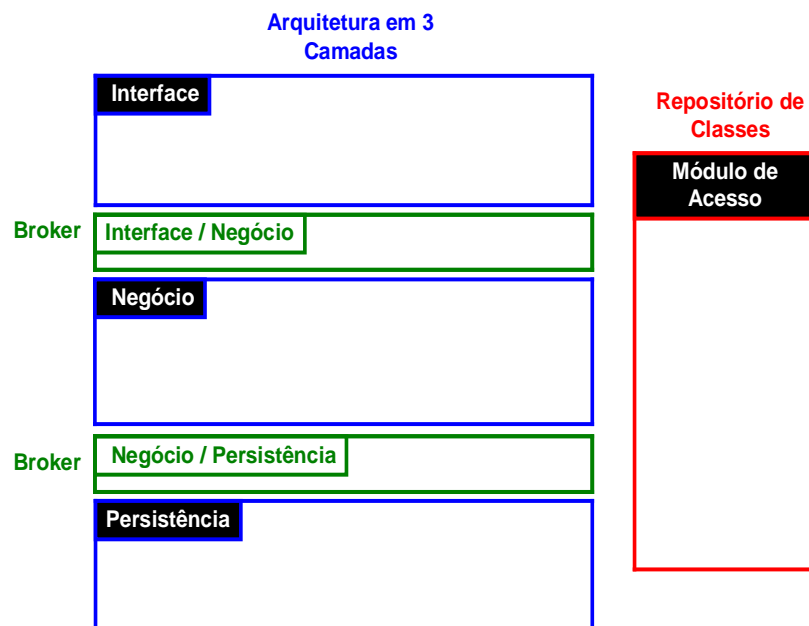 Arquitetura em 3
Camadas
Interface
Repositório de
Classes
Módulo de
Acesso
Broker
Interface / Negócio
Negócio
Broker
Negócio / Persistência
Persistência